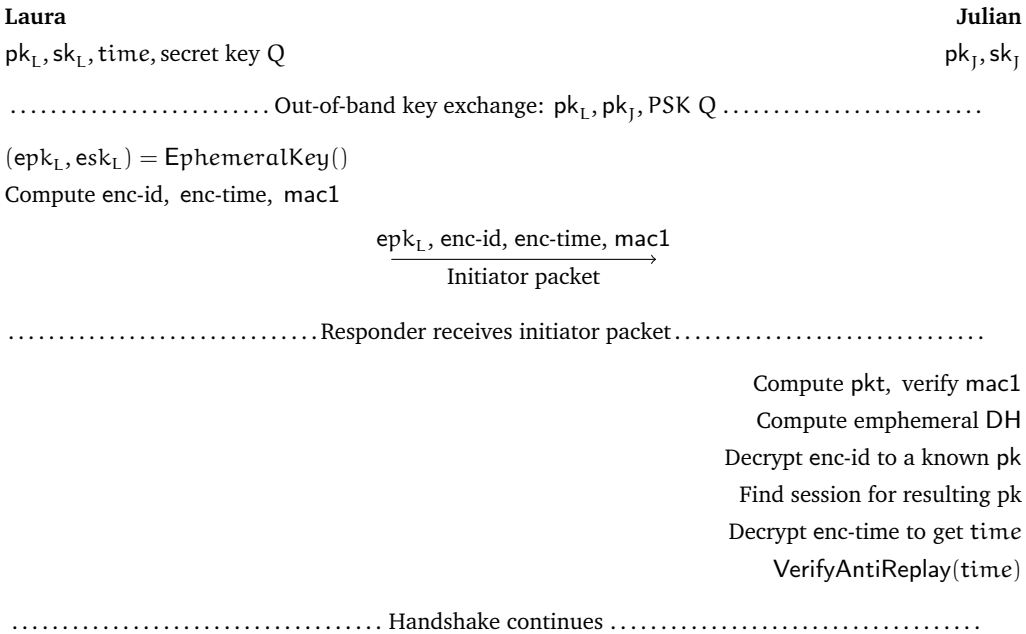 Laura Julian
pk_L, sk_L, time, secret key Q pk_J, sk_J
........................ Out-of-band key exchange: pk_L, pk_J, PSK Q ........................
(epk_L, esk_L) = EphemeralKey()
Compute enc-id, enc-time, mac1
epk_L, enc-id, enc-time, mac1
Initiator packet
............................. Responder receives initiator packet .............................
Compute pkt, verify mac1
Compute emphemeral DH
Decrypt enc-id to a known pk
Find session for resulting pk
Decrypt enc-time to get time
VerifyAntiReplay(time)
................................... Handshake continues ...................................